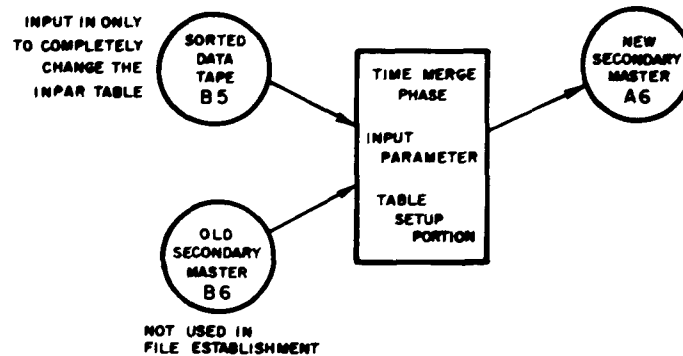 INPUT IN ONLY
TO COMPLETELY
CHANGE THE
INPAR TABLE
SORTED
DATA
TAPE
B5
OLD
SECONDARY
MASTER
B6
NOT USED IN
FILE ESTABLISHMENT
TIME MERGE
PHASE
INPUT
PARAMETER
TABLE
SETUP
PORTION
NEW
SECONDARY
MASTER
A6